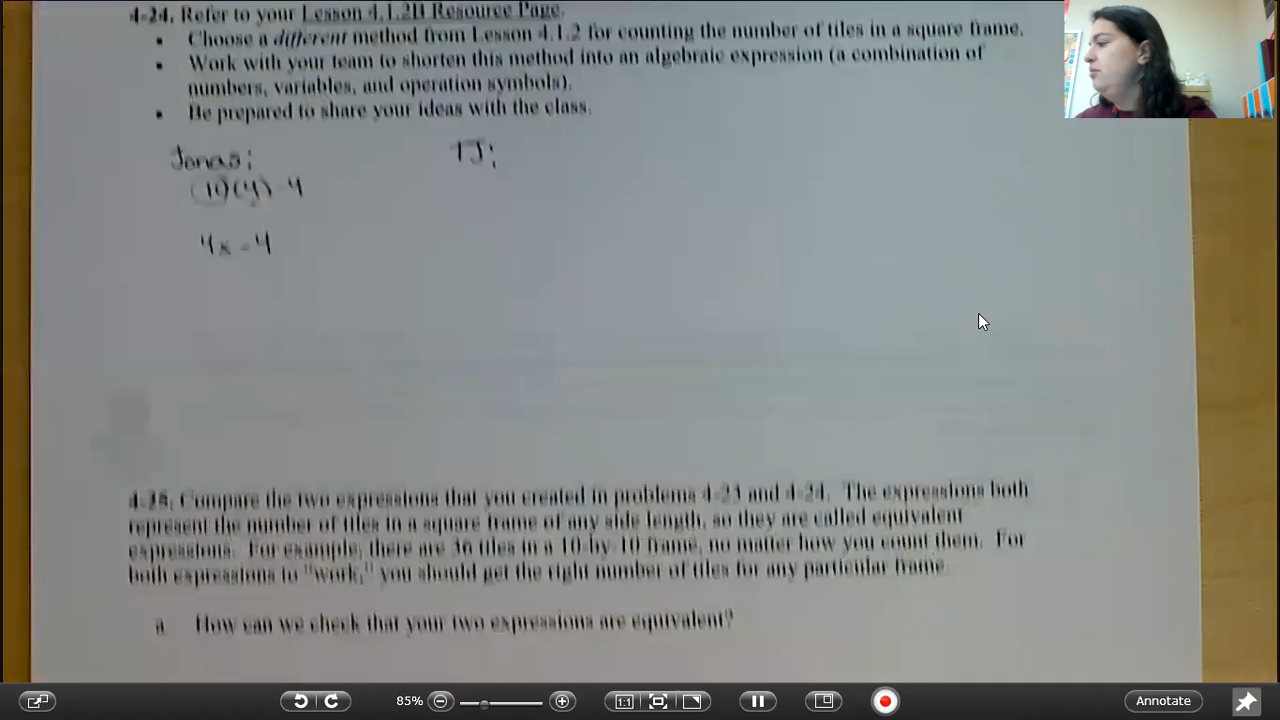 4-24. Refer to your Lesson 4.1.2B Resource Page.
• Choose a different method from Lesson 4.1.2 for counting the number of tiles in a square frame.
• Work with your team to shorten this method into an algebraic expression (a combination of
numbers, variables, and operation symbols).
• Be prepared to share your ideas with the class.
Jonas: TJ:
(10)(4) - 4
4x - 4
4-25. Compare the two expressions that you created in problems 4-23 and 4-24. The expressions both
represent the number of tiles in a square frame of any side length, so they are called equivalent
expressions. For example, there are 36 tiles in a 10-by-10 frame, no matter how you count them. For
both expressions to "work," you should get the right number of tiles for any particular frame.
a. How can we check that your two expressions are equivalent?
85% 1:1 Annotate